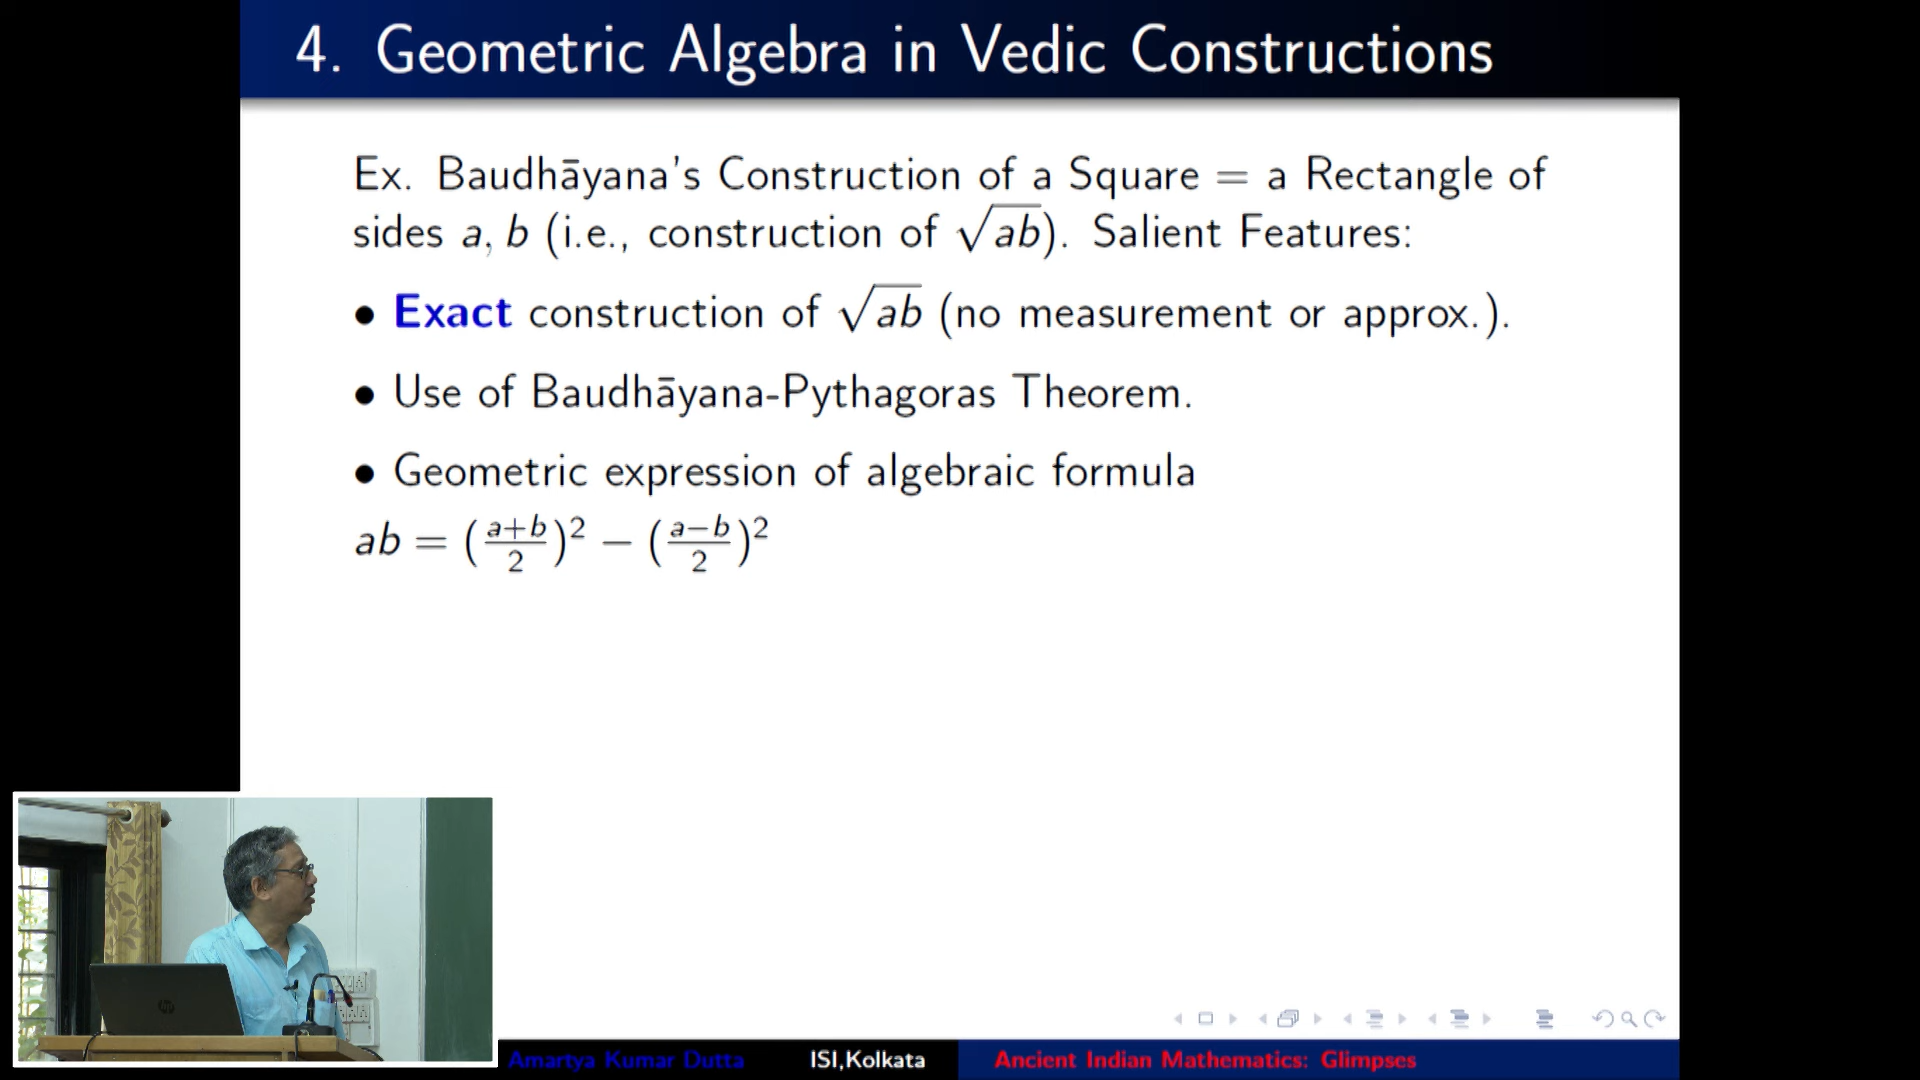 4. Geometric Algebra in Vedic Constructions
Ex. Baudhāyana's Construction of a Square = a Rectangle of
sides a, b (i.e., construction of √ab). Salient Features:
• Exact construction of √ab (no measurement or approx.).
• Use of Baudhāyana-Pythagoras Theorem.
• Geometric expression of algebraic formula
ab = (a+b/2)² − (a−b/2)²
Amartya Kumar Dutta ISI,Kolkata Ancient Indian Mathematics: Glimpses